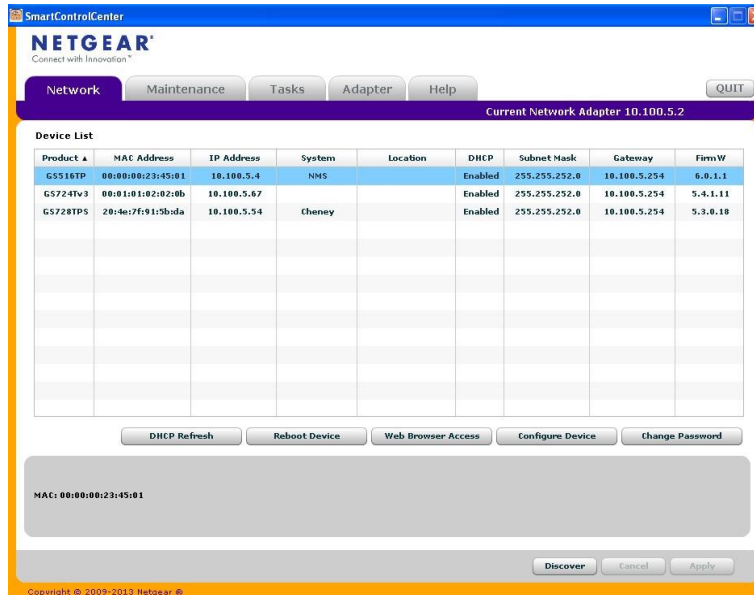 SmartControlCenter
NETGEAR®
Connect with Innovation™
Network Maintenance Tasks Adapter Help QUIT
Current Network Adapter 10.100.5.2
Device List
Product ▲ MAC Address IP Address System Location DHCP Subnet Mask Gateway FirmW
GS516TP 00:00:00:23:45:01 10.100.5.4 NMS Enabled 255.255.252.0 10.100.5.254 6.0.1.1
GS724Tv3 00:01:01:02:02:0b 10.100.5.67 Enabled 255.255.252.0 10.100.5.254 5.4.1.11
GS728TPS 20:4e:7f:91:5b:da 10.100.5.54 Cheney Enabled 255.255.252.0 10.100.5.254 5.3.0.18
DHCP Refresh Reboot Device Web Browser Access Configure Device Change Password
MAC: 00:00:00:23:45:01
Discover Cancel Apply
Copyright © 2009-2013 Netgear ®